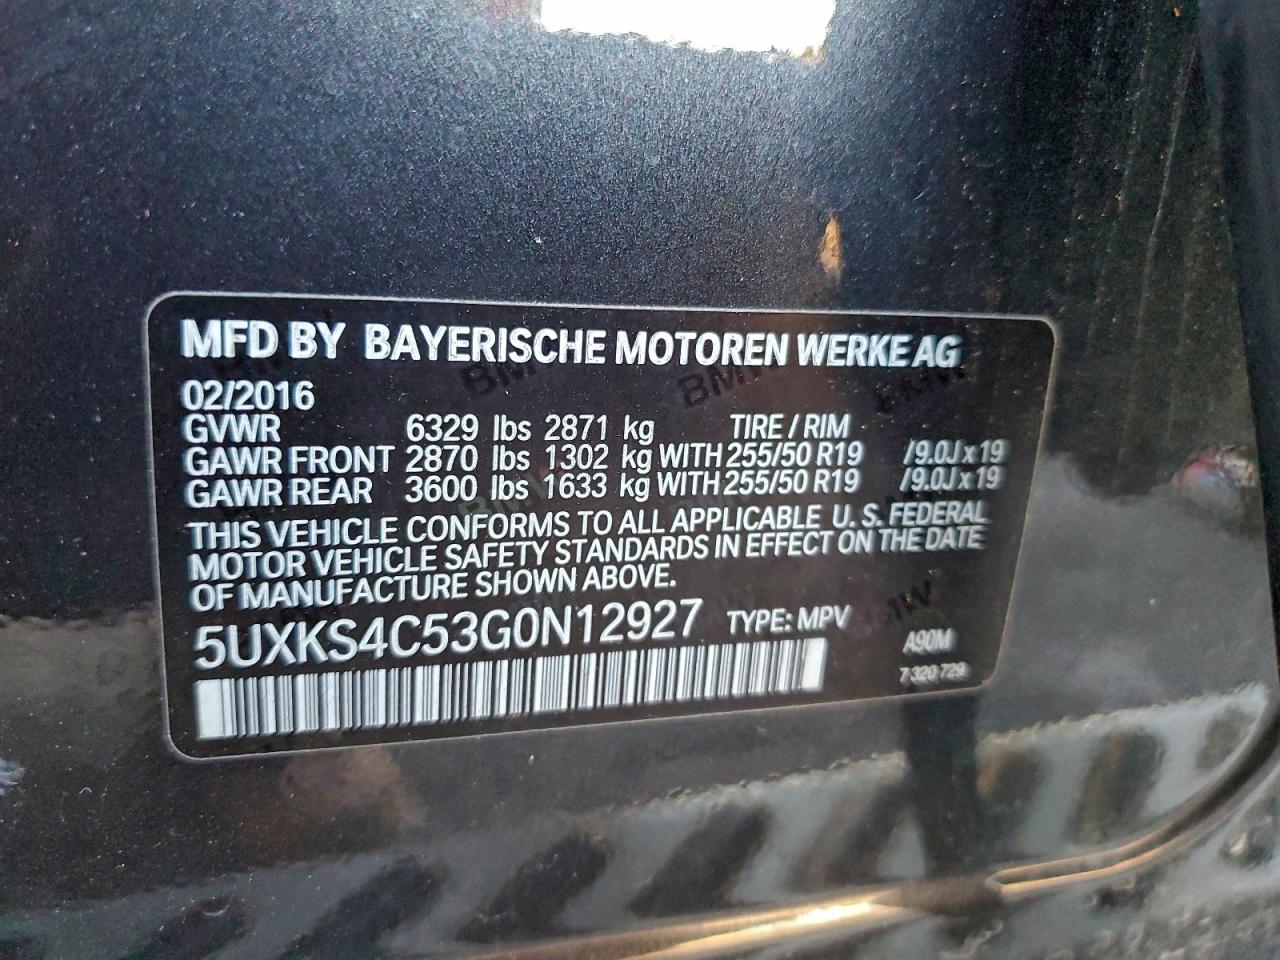 MFD BY BAYERISCHE MOTOREN WERKE AG
02/2016
GVWR 6329 lbs 2871 kg TIRE / RIM
GAWR FRONT 2870 lbs 1302 kg WITH 255/50 R19 /9.0J x 19
GAWR REAR 3600 lbs 1633 kg WITH 255/50 R19 /9.0J x 19
THIS VEHICLE CONFORMS TO ALL APPLICABLE U.S. FEDERAL
MOTOR VEHICLE SAFETY STANDARDS IN EFFECT ON THE DATE
OF MANUFACTURE SHOWN ABOVE.
5UXKS4C53G0N12927 TYPE: MPV
A90M
7 320 729